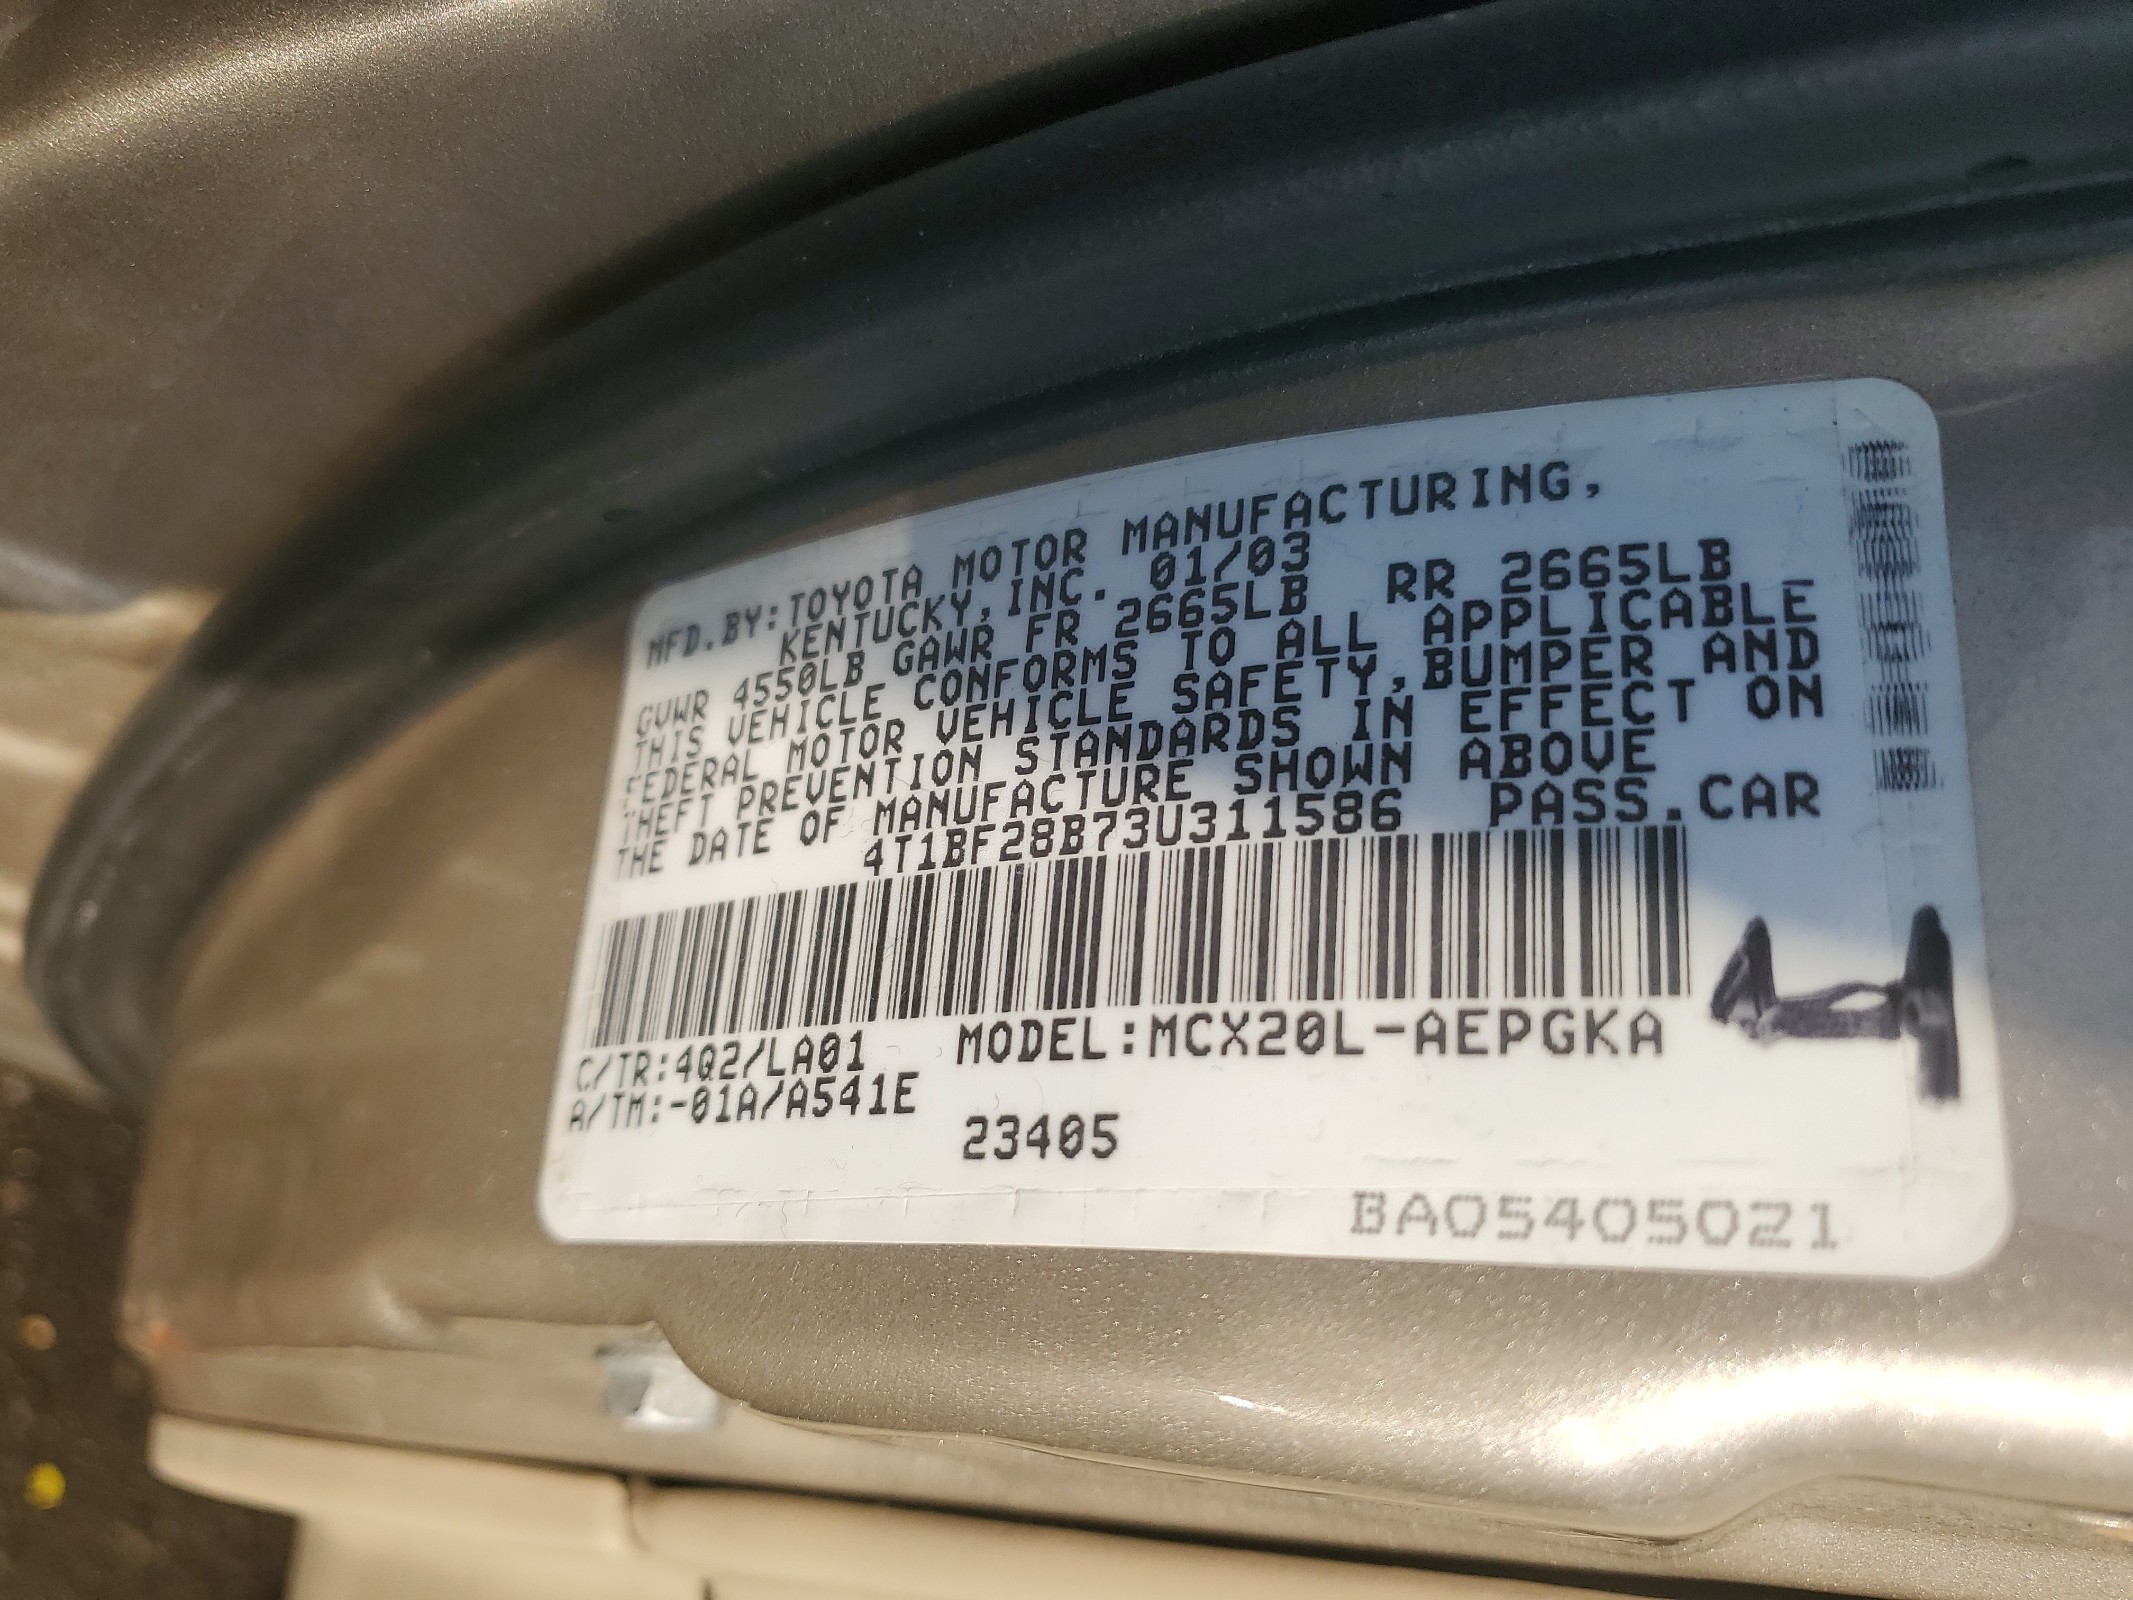 MFD.BY:TOYOTA MOTOR MANUFACTURING,
KENTUCKY,INC. 01/03
GVWR 4550LB GAWR FR 2665LB RR 2665LB
THIS VEHICLE CONFORMS TO ALL APPLICABLE
FEDERAL MOTOR VEHICLE SAFETY,BUMPER AND
THEFT PREVENTION STANDARDS IN EFFECT ON
THE DATE OF MANUFACTURE SHOWN ABOVE
4T1BF28B73U311586 PASS.CAR
C/TR:4Q2/LA01 MODEL:MCX20L-AEPGKA
A/TM:-01A/A541E
23405
BA05405021